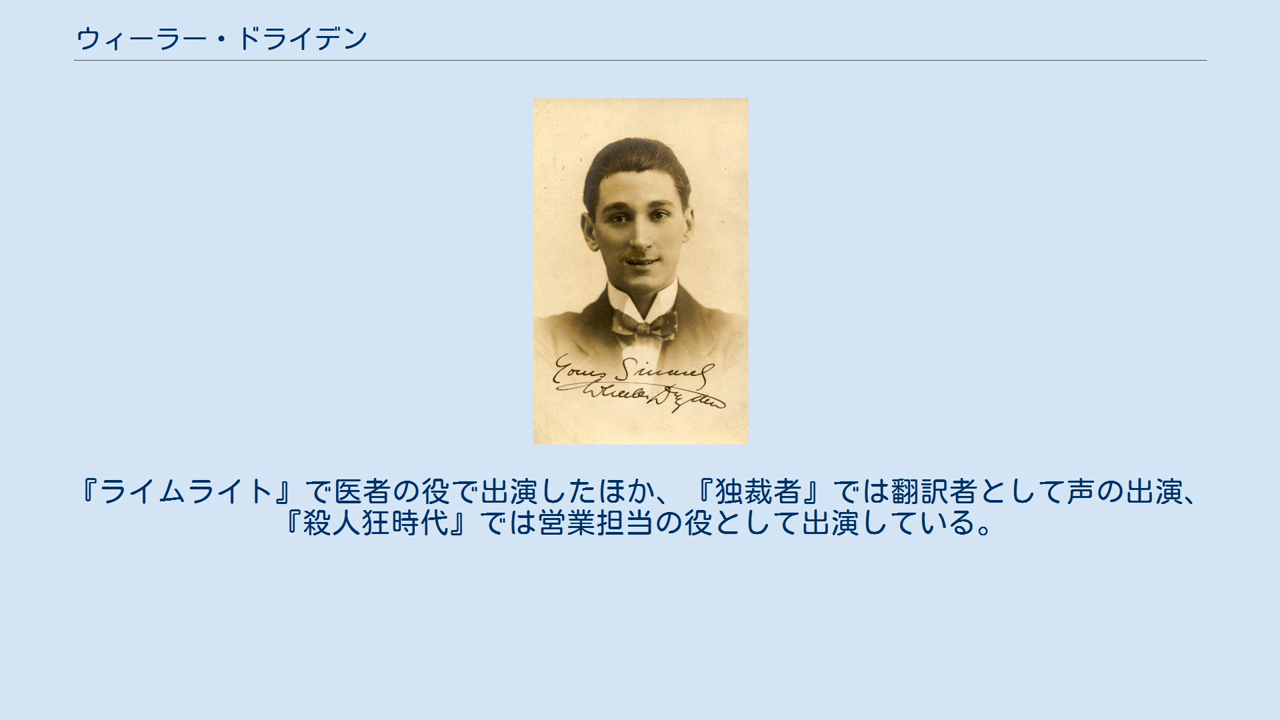 ウィーラー・ドライデン
Yours Sincerely
Wheeler Dryden
『ライムライト』で医者の役で出演したほか、『独裁者』では翻訳者として声の出演、
『殺人狂時代』では営業担当の役として出演している。